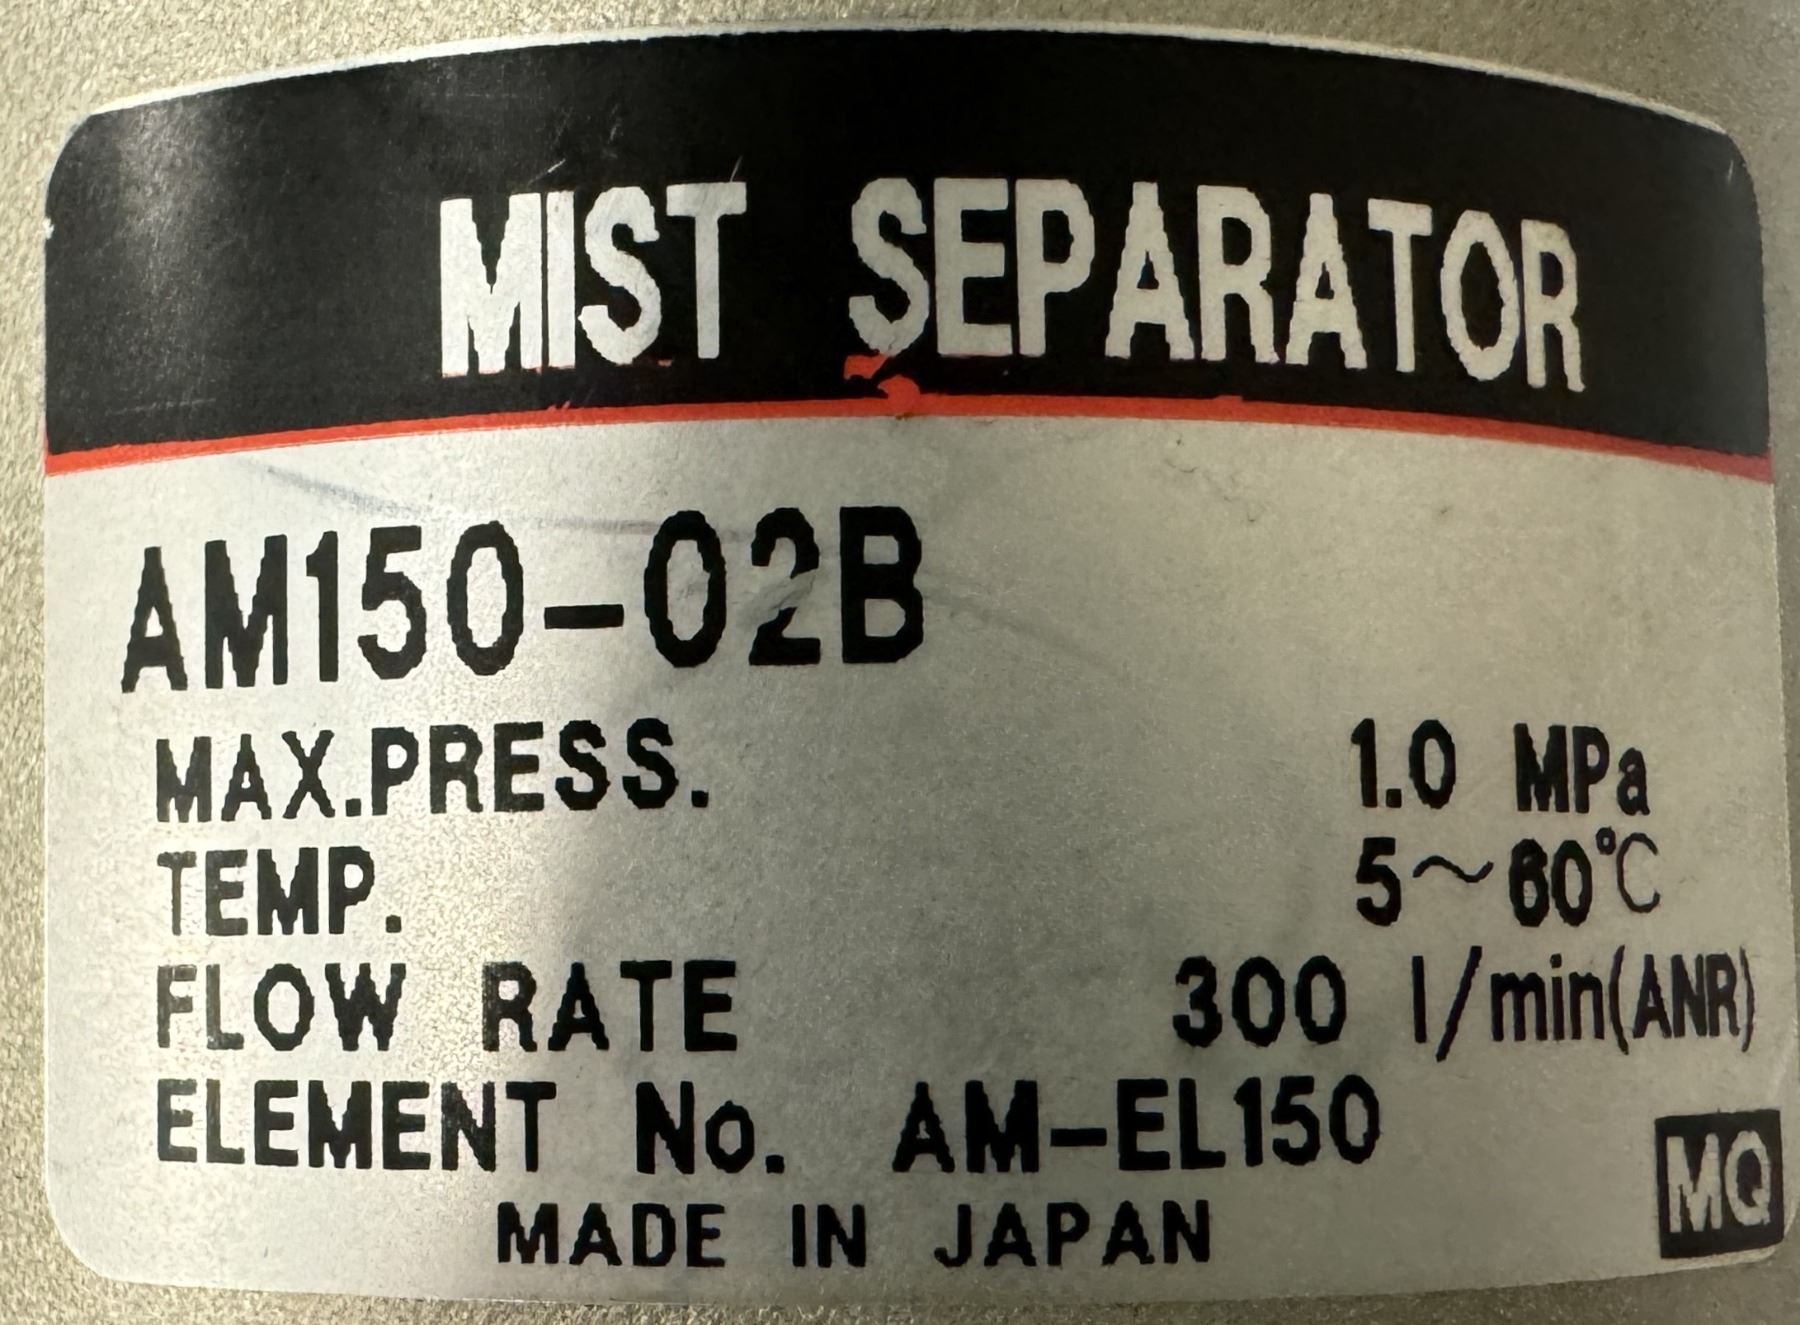 MIST SEPARATOR
AM150-02B
MAX.PRESS. 1.0 MPa
TEMP. 5~60℃
FLOW RATE 300 l/min(ANR)
ELEMENT No. AM-EL150
MADE IN JAPAN
MQ